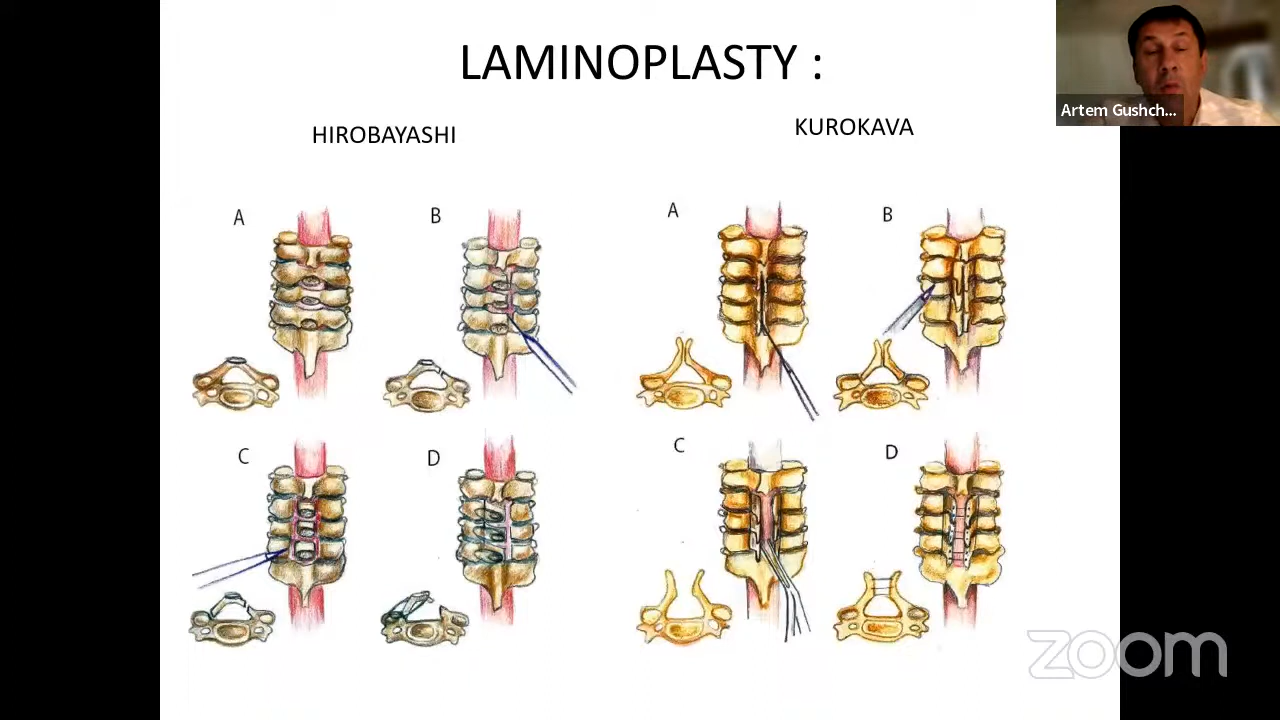 LAMINOPLASTY :
Artem Gushch...
HIROBAYASHI
KUROKAVA
A
B
A
B
C
D
C
D
zoom